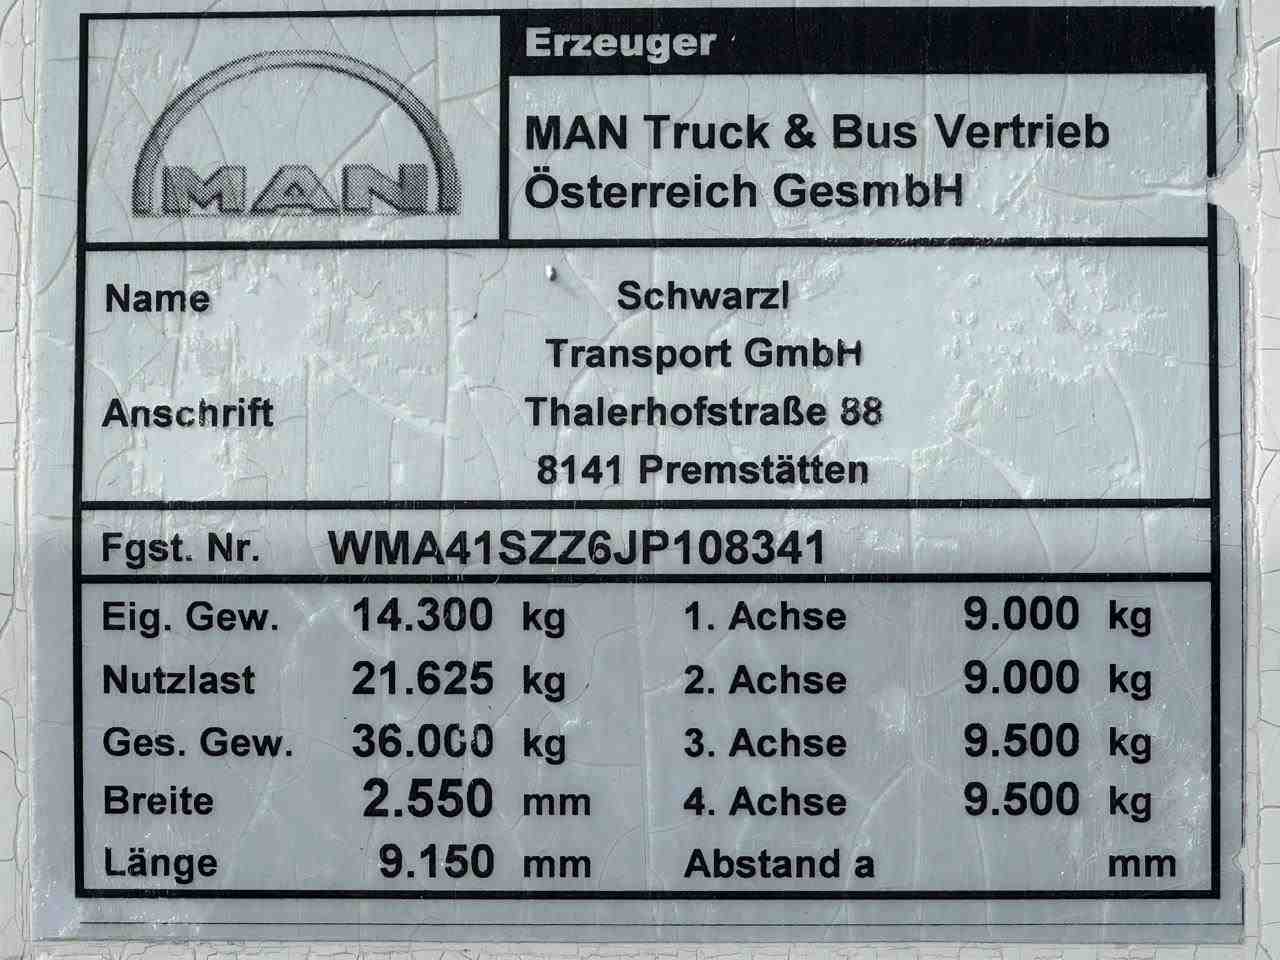 MAN
Erzeuger
MAN Truck & Bus Vertrieb
Österreich GesmbH
Name Schwarzl
Transport GmbH
Anschrift Thalerhofstraße 88
8141 Premstätten
Fgst. Nr. WMA41SZZ6JP108341
Eig. Gew. 14.300 kg 1. Achse 9.000 kg
Nutzlast 21.625 kg 2. Achse 9.000 kg
Ges. Gew. 36.000 kg 3. Achse 9.500 kg
Breite 2.550 mm 4. Achse 9.500 kg
Länge 9.150 mm Abstand a mm